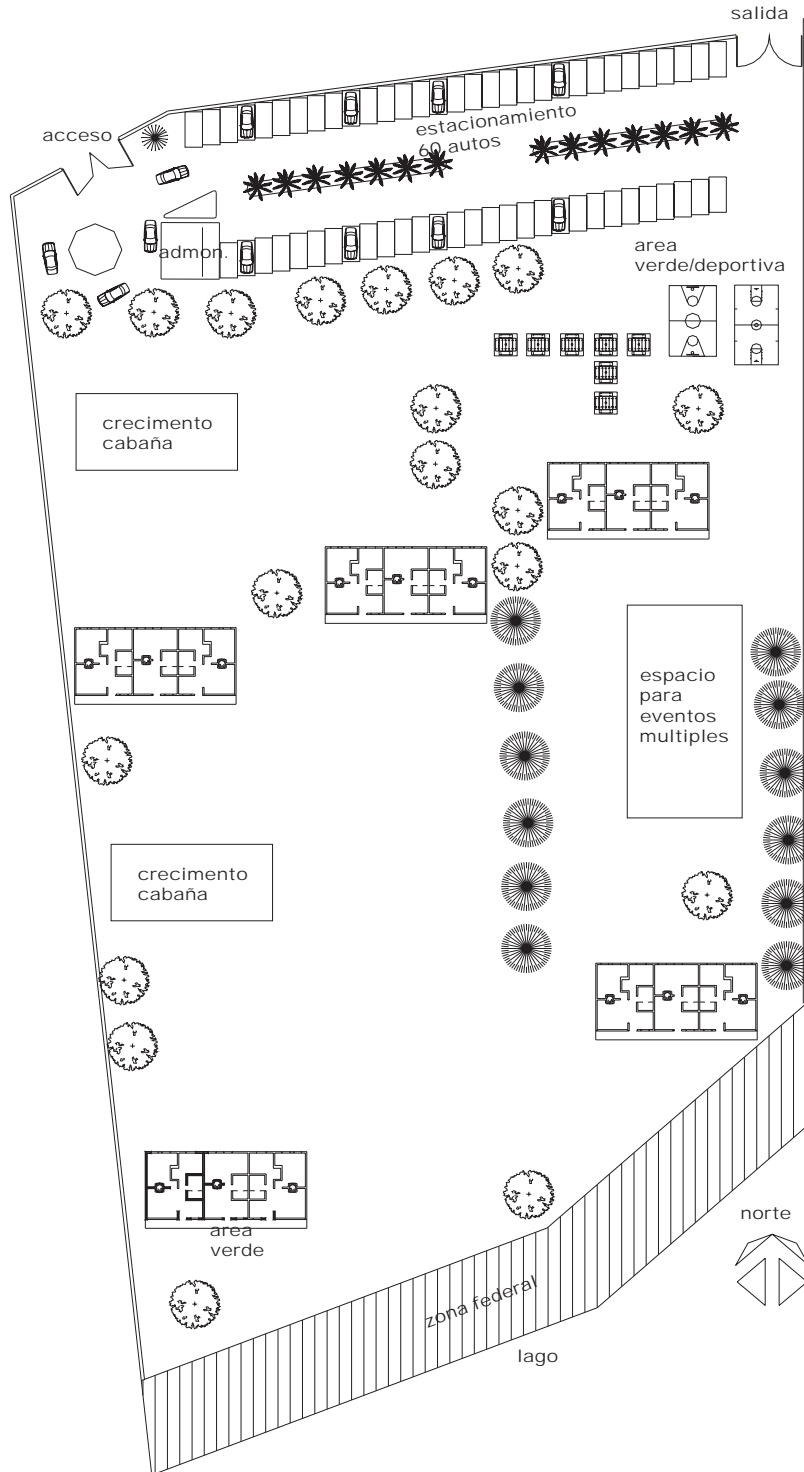 salida
acceso
estacionamiento
60 autos
admon.
area
verde/deportiva
crecimento
cabaña
espacio
para
eventos
multiples
crecimento
cabaña
area
verde
norte
zona federal
lago